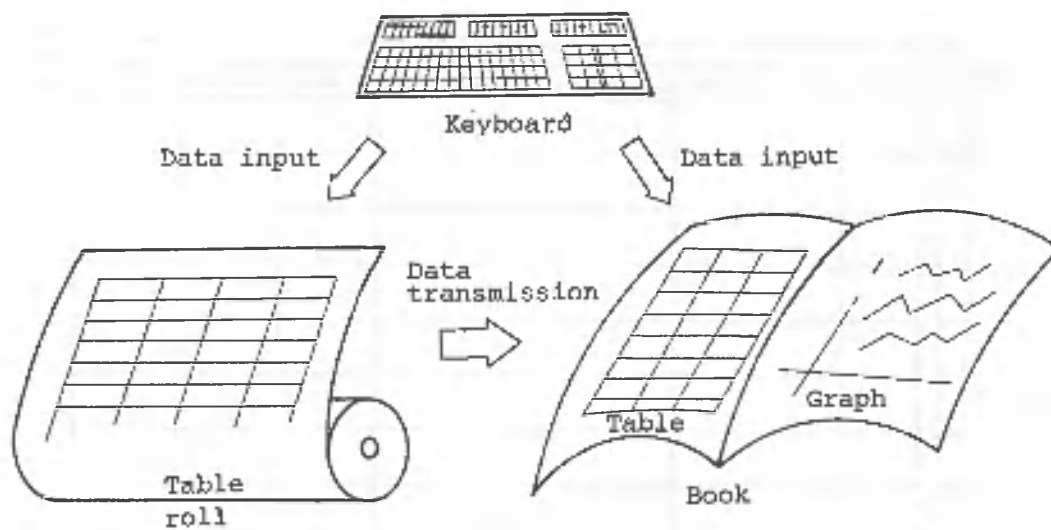 Keyboard
Data input
Data input
Data
transmission
Table
Graph
Table
roll
Book